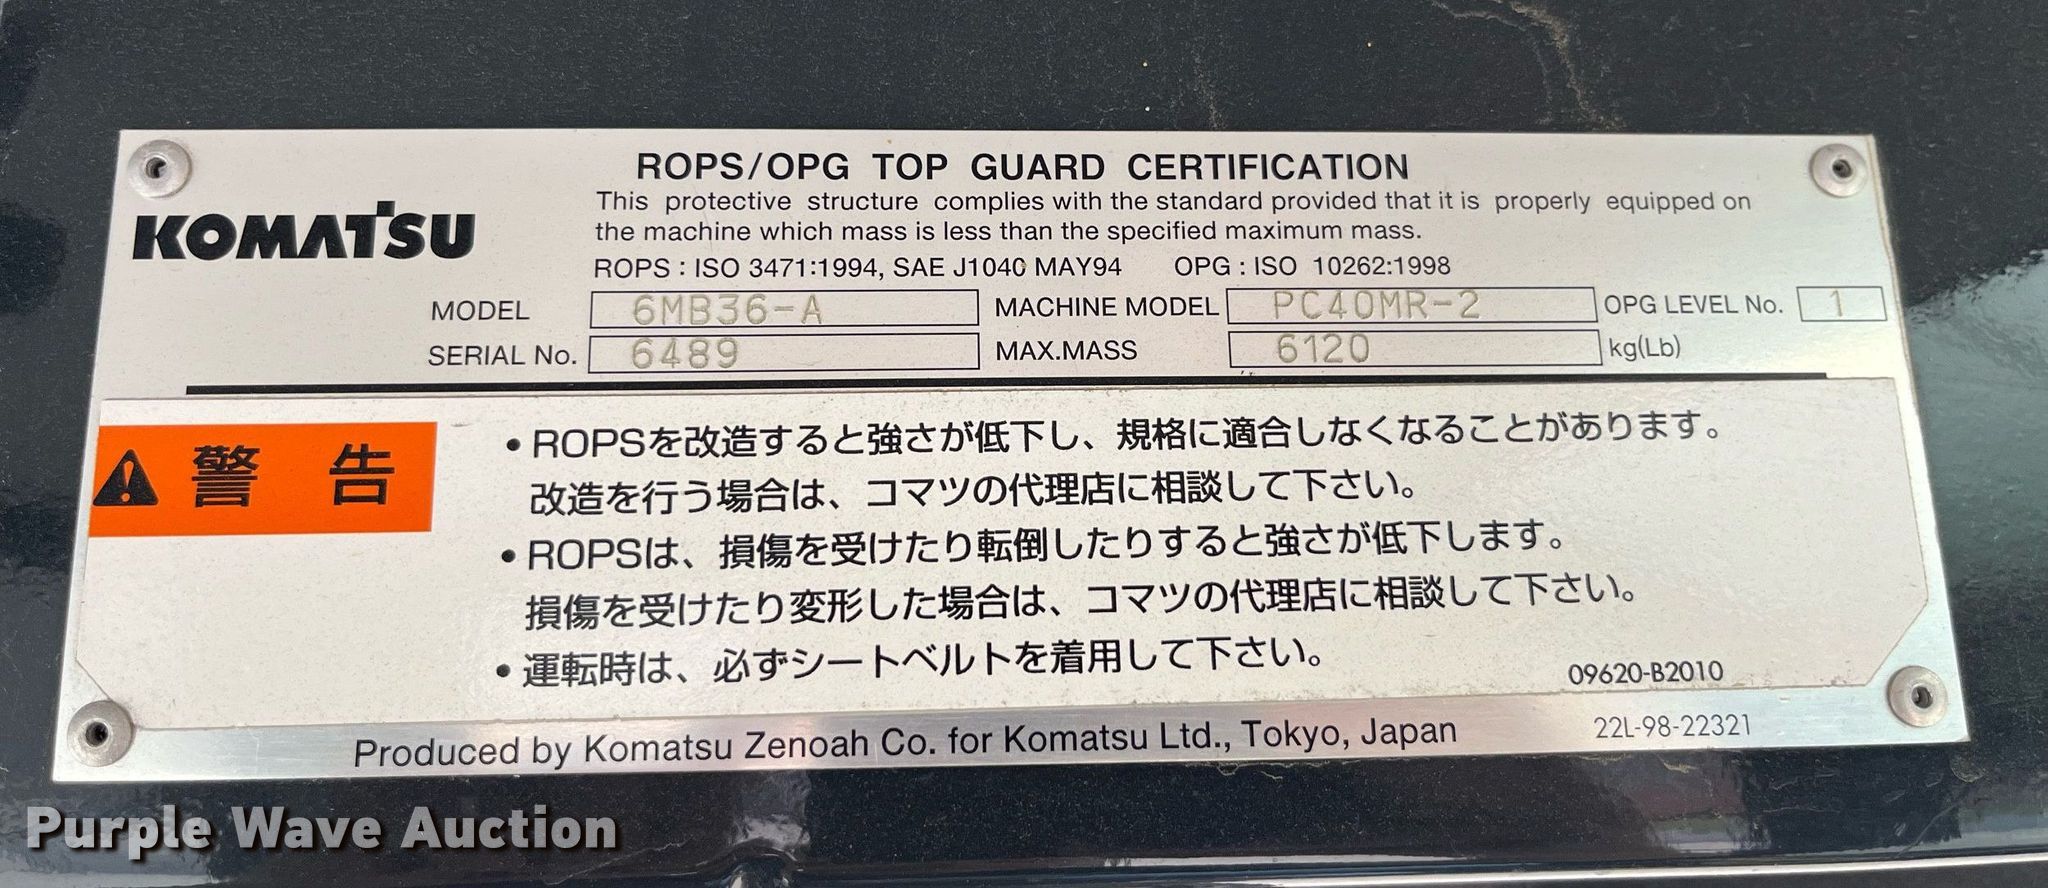 KOMATSU
ROPS/OPG TOP GUARD CERTIFICATION
This protective structure complies with the standard provided that it is properly equipped on
the machine which mass is less than the specified maximum mass.
ROPS : ISO 3471:1994, SAE J1040 MAY94 OPG : ISO 10262:1998
MODEL 6MB36-A MACHINE MODEL PC40MR-2 OPG LEVEL No. 1
SERIAL No. 6489 MAX.MASS 6120 kg(Lb)
警告
• ROPSを改造すると強さが低下し、規格に適合しなくなることがあります。
改造を行う場合は、コマツの代理店に相談して下さい。
• ROPSは、損傷を受けたり転倒したりすると強さが低下します。
損傷を受けたり変形した場合は、コマツの代理店に相談して下さい。
• 運転時は、必ずシートベルトを着用して下さい。
09620-B2010
Produced by Komatsu Zenoah Co. for Komatsu Ltd., Tokyo, Japan
22L-98-22321
Purple Wave Auction